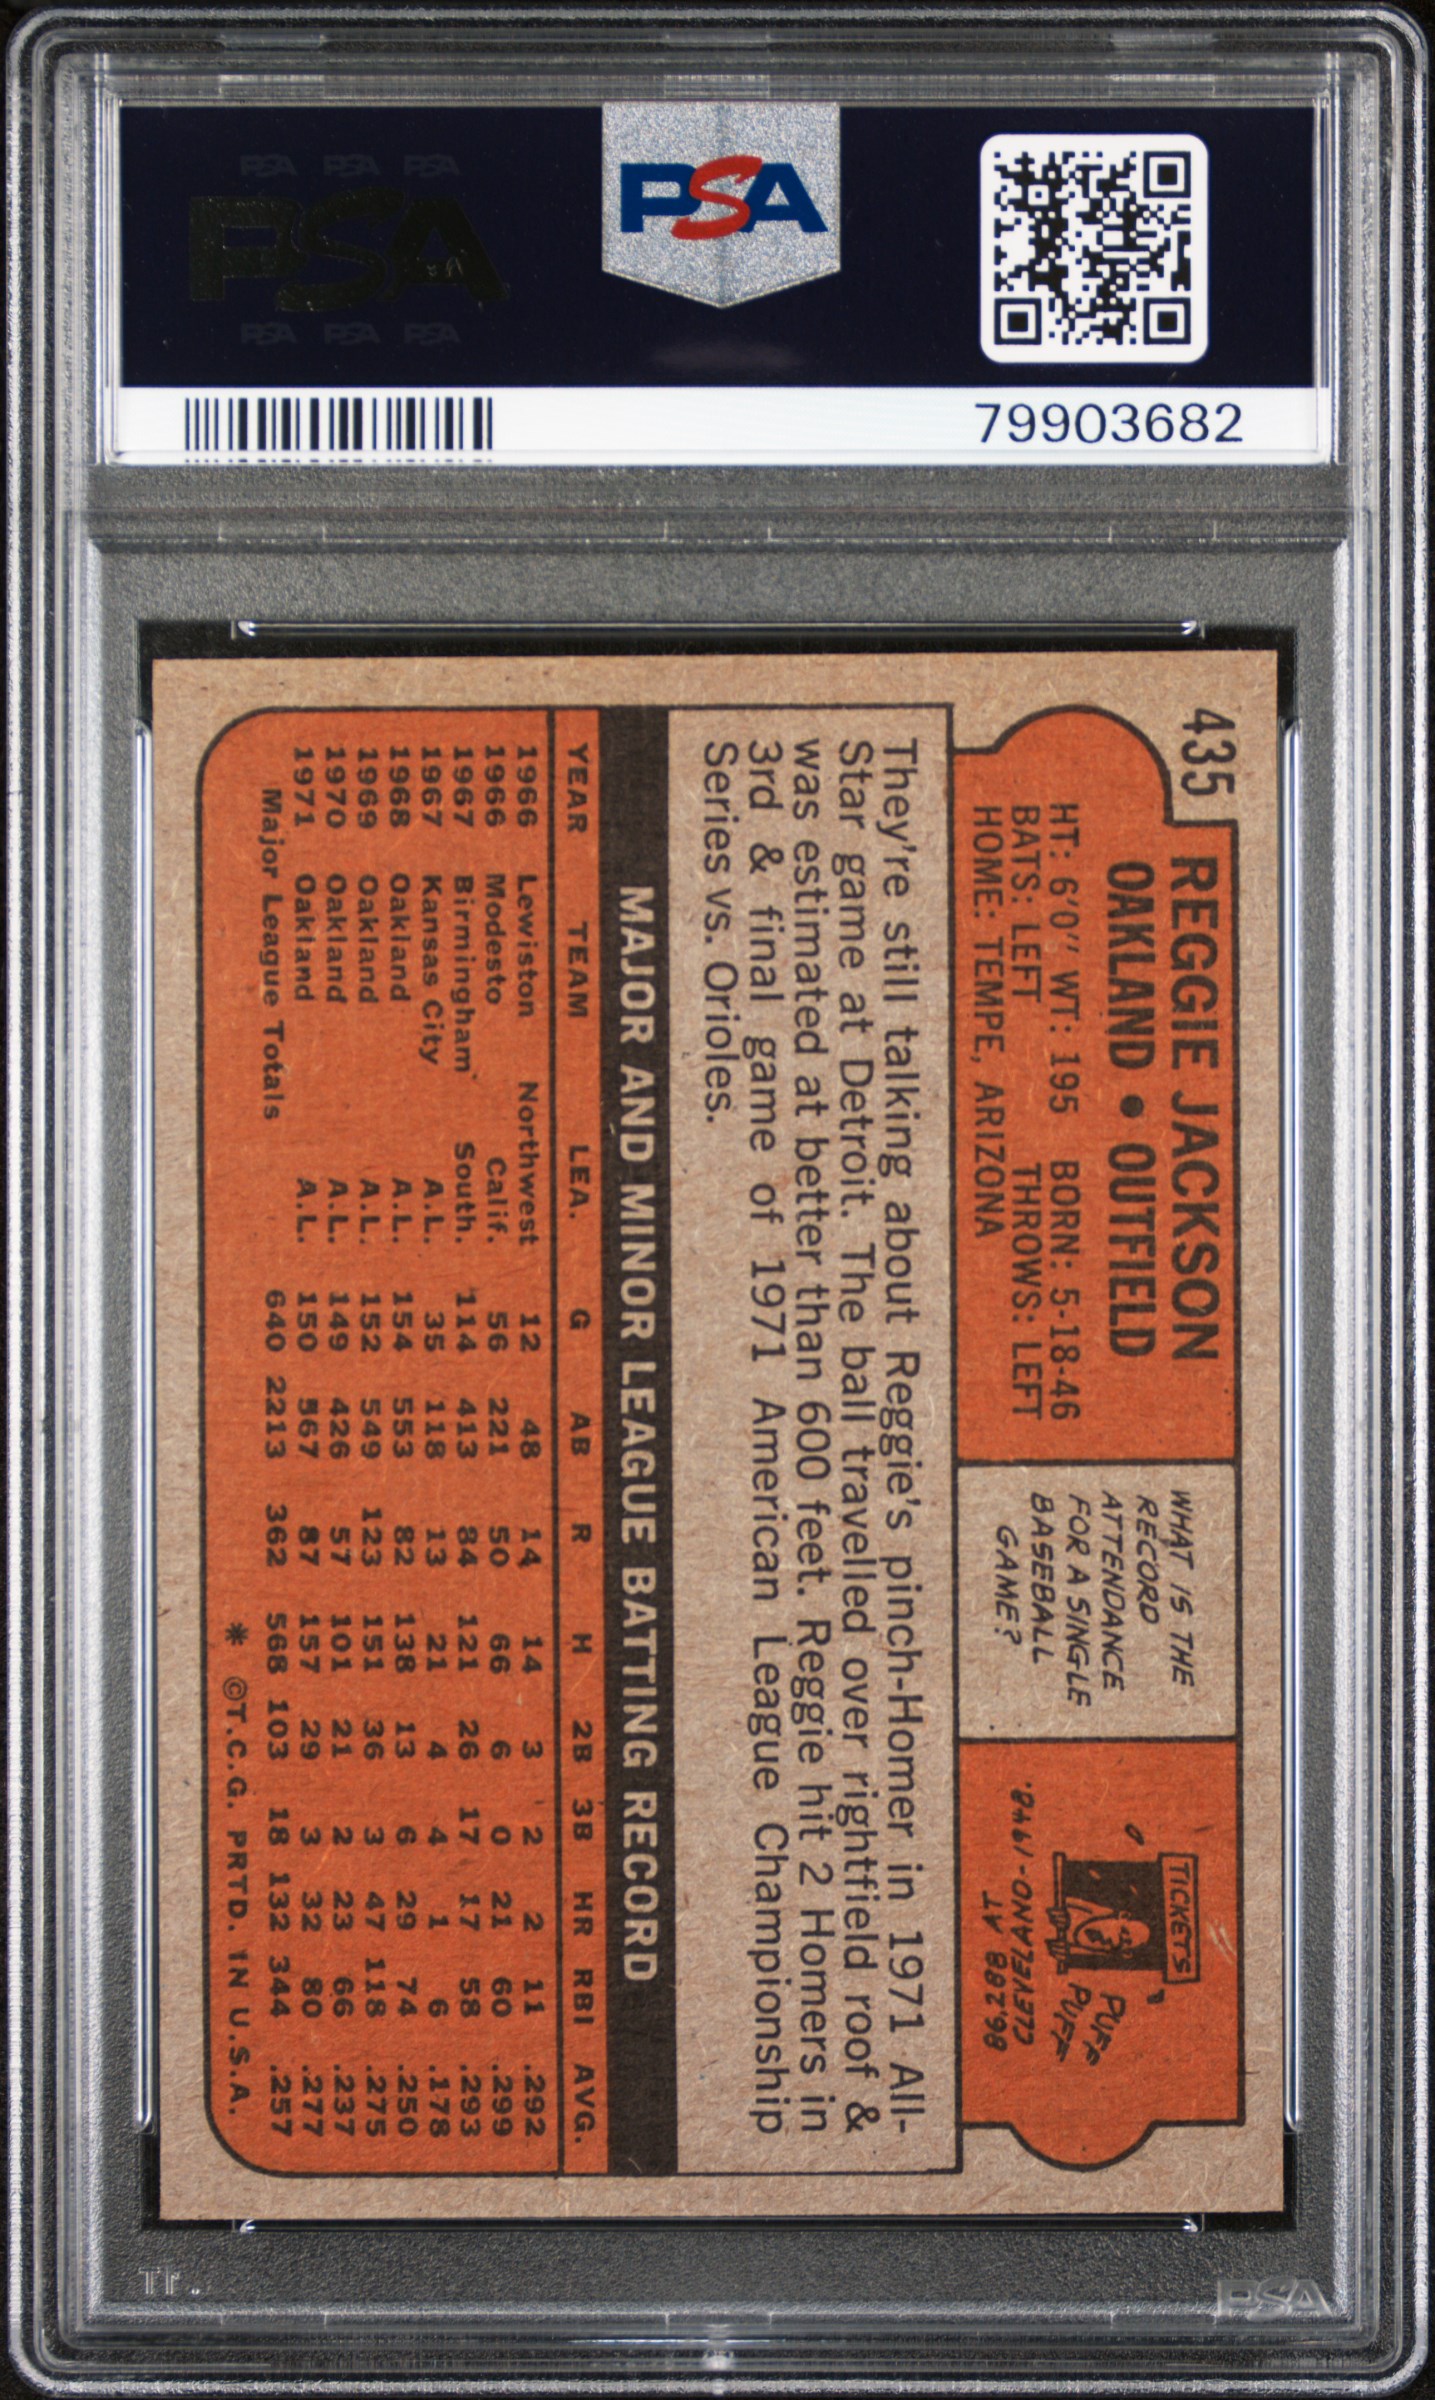 PSA PSA PSA
PSA
PSA PSA PSA
PSA
79903682
435
REGGIE JACKSON
OAKLAND • OUTFIELD
HT: 6'0" WT: 195 BORN: 5-18-46
BATS: LEFT THROWS: LEFT
HOME: TEMPE, ARIZONA
WHAT IS THE
RECORD
ATTENDANCE
FOR A SINGLE
BASEBALL
GAME?
TICKETS
PUFF
PUFF
86,288 AT
CLEVELAND-1948.
They're still talking about Reggie's pinch-Homer in 1971 All-
Star game at Detroit. The ball travelled over rightfield roof &
was estimated at better than 600 feet. Reggie hit 2 Homers in
3rd & final game of 1971 American League Championship
Series vs. Orioles.
MAJOR AND MINOR LEAGUE BATTING RECORD
YEAR TEAM LEA. G AB R H 2B 3B HR RBI AVG.
1966 Lewiston Northwest 12 48 14 14 3 2 2 11 .292
1966 Modesto Calif. 56 221 50 66 6 0 21 60 .299
1967 Birmingham South. 114 413 84 121 26 17 17 58 .293
1967 Kansas City A.L. 35 118 13 21 4 4 1 6 .178
1968 Oakland A.L. 154 553 82 138 13 6 29 74 .250
1969 Oakland A.L. 152 549 123 151 36 3 47 118 .275
1970 Oakland A.L. 149 426 57 101 21 2 23 66 .237
1971 Oakland A.L. 150 567 87 157 29 3 32 80 .277
Major League Totals 640 2213 362 568 103 18 132 344 .257
* ©T.C.G. PRTD. IN U.S.A.
PSA